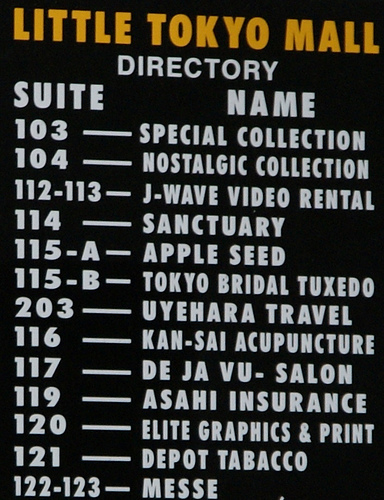 LITTLE TOKYO MALL
DIRECTORY
SUITE NAME
103 — SPECIAL COLLECTION
104 — NOSTALGIC COLLECTION
112-113 — J-WAVE VIDEO RENTAL
114 — SANCTUARY
115-A — APPLE SEED
115-B — TOKYO BRIDAL TUXEDO
203 — UYEHARA TRAVEL
116 — KAN-SAI ACUPUNCTURE
117 — DE JA VU- SALON
119 — ASAHI INSURANCE
120 — ELITE GRAPHICS & PRINT
121 — DEPOT TABACCO
122-123 — MESSE